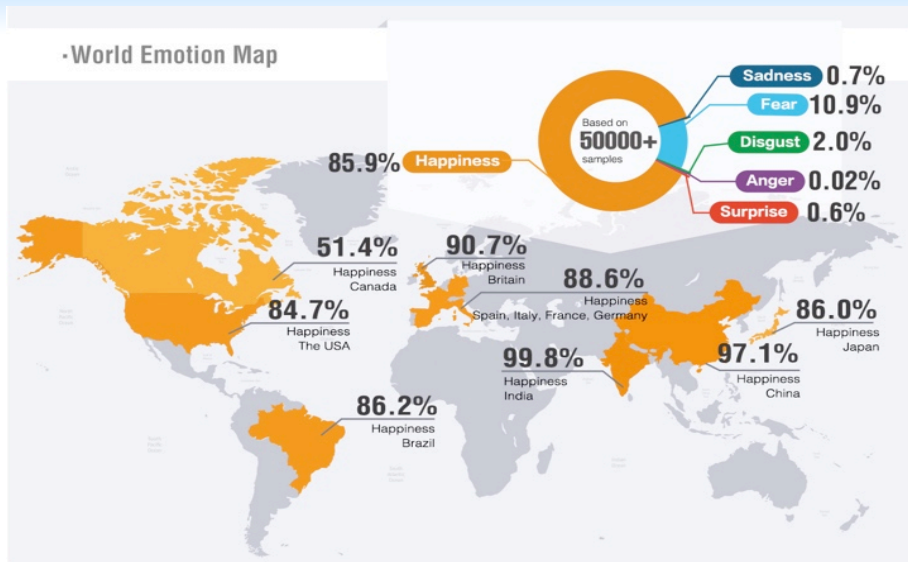 ·World Emotion Map
Sadness 0.7%
Fear 10.9%
Based on
50000+
samples
Disgust 2.0%
85.9% Happiness
Anger 0.02%
Surprise 0.6%
51.4%
Happiness
Canada
90.7%
Happiness
Britain
88.6%
Happiness
Spain, Italy, France, Germany
84.7%
Happiness
The USA
86.0%
Happiness
Japan
99.8%
Happiness
India
97.1%
Happiness
China
86.2%
Happiness
Brazil